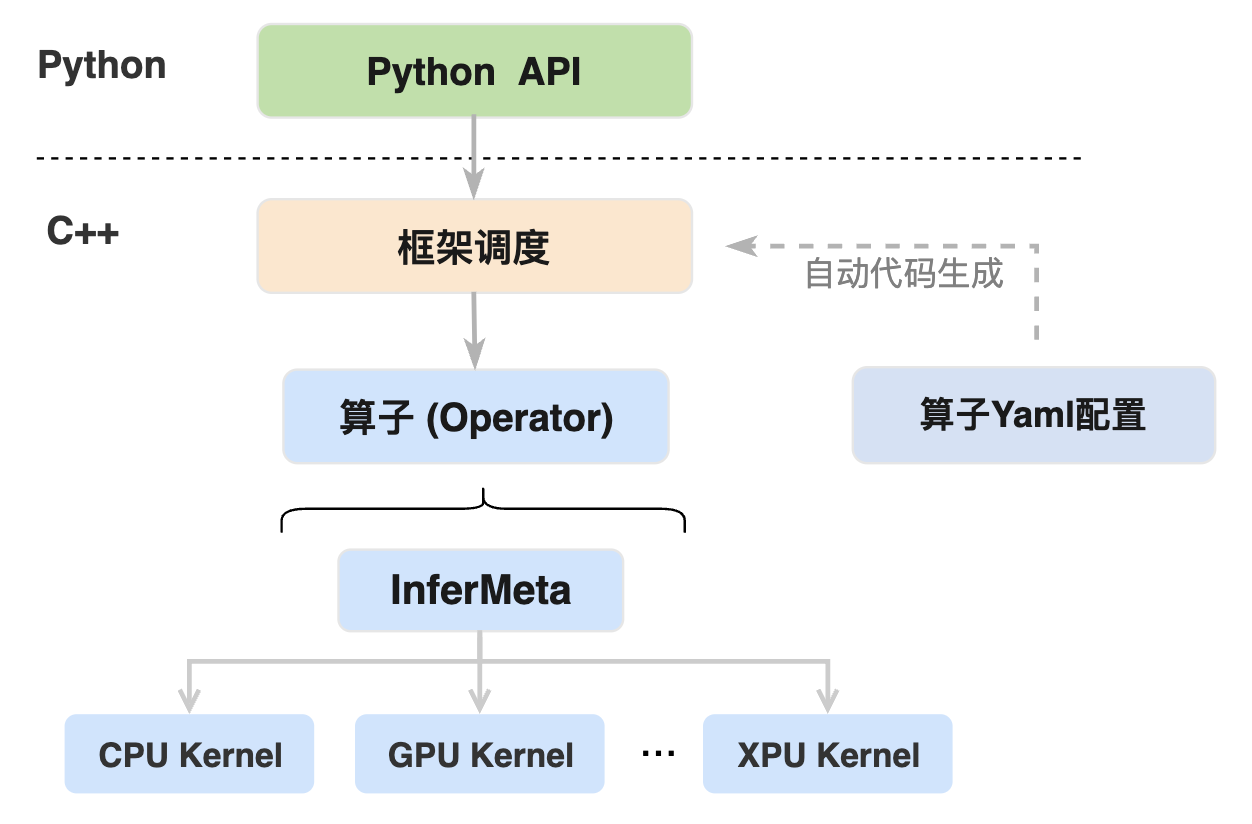 Python
Python API
C++
框架调度
自动代码生成
算子 (Operator)
算子Yaml配置
InferMeta
CPU Kernel
GPU Kernel
...
XPU Kernel